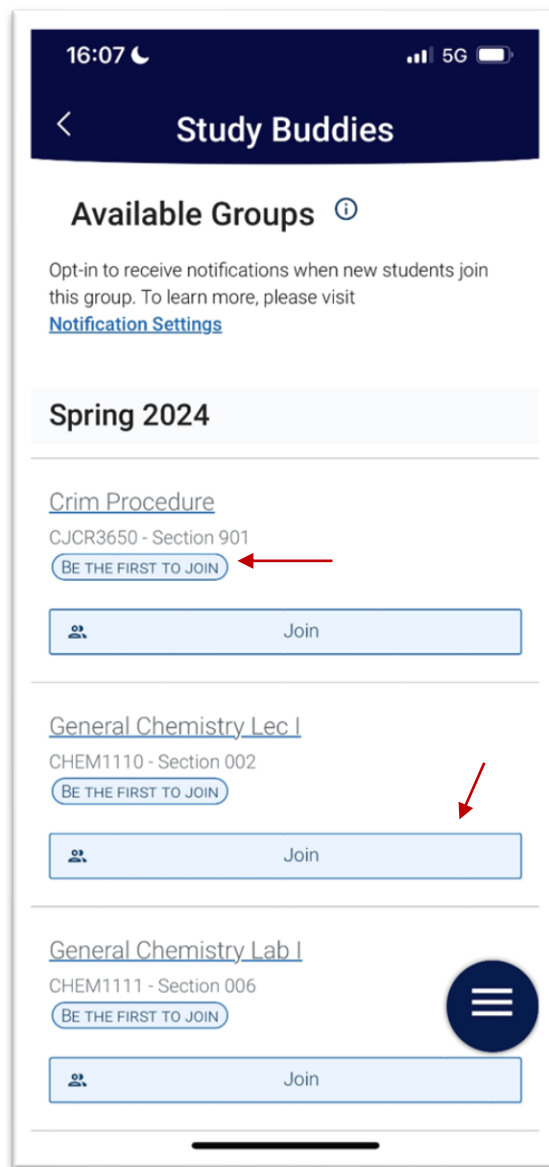 16:07 5G
Study Buddies
Available Groups
Opt-in to receive notifications when new students join
this group. To learn more, please visit
Notification Settings
Spring 2024
Crim Procedure
CJCR3650 - Section 901
BE THE FIRST TO JOIN
Join
General Chemistry Lec I
CHEM1110 - Section 002
BE THE FIRST TO JOIN
Join
General Chemistry Lab I
CHEM1111 - Section 006
BE THE FIRST TO JOIN
Join